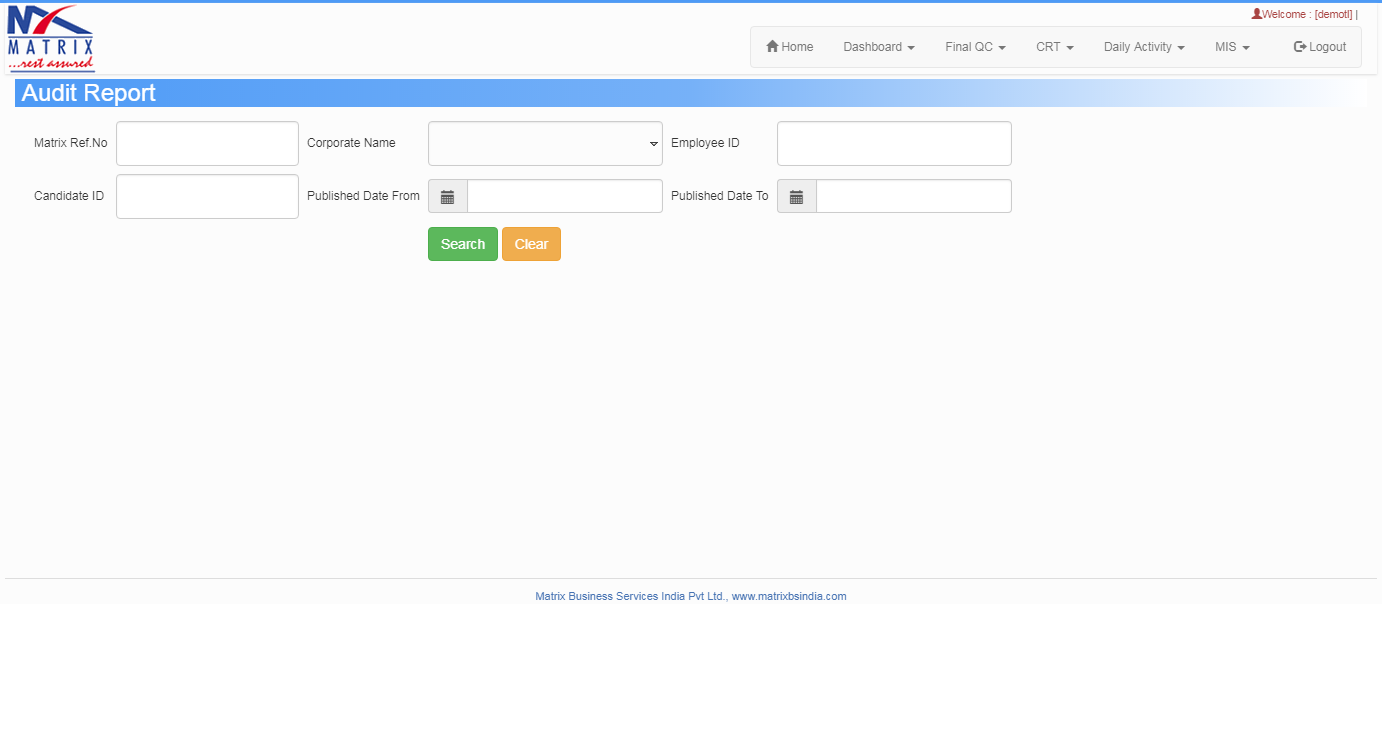 MATRIX
...rest assured
Welcome : [demotl] |
Home Dashboard Final QC CRT Daily Activity MIS Logout
Audit Report
Matrix Ref.No Corporate Name Employee ID
Candidate ID Published Date From Published Date To
Search Clear
Matrix Business Services India Pvt Ltd., www.matrixbsindia.com